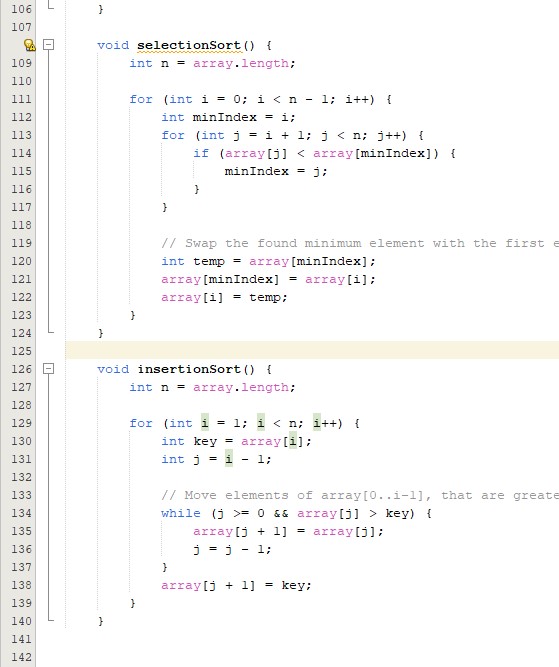 106 }
107
void selectionSort() {
109 int n = array.length;
110
111 for (int i = 0; i < n - 1; i++) {
112 int minIndex = i;
113 for (int j = i + 1; j < n; j++) {
114 if (array[j] < array[minIndex]) {
115 minIndex = j;
116 }
117 }
118
119 // Swap the found minimum element with the first
120 int temp = array[minIndex];
121 array[minIndex] = array[i];
122 array[i] = temp;
123 }
124 }
125
126 void insertionSort() {
127 int n = array.length;
128
129 for (int i = 1; i < n; i++) {
130 int key = array[i];
131 int j = i - 1;
132
133 // Move elements of array[0..i-1], that are
134 while (j >= 0 && array[j] > key) {
135 array[j + 1] = array[j];
136 j = j - 1;
137 }
138 array[j + 1] = key;
139 }
140 }
141
142